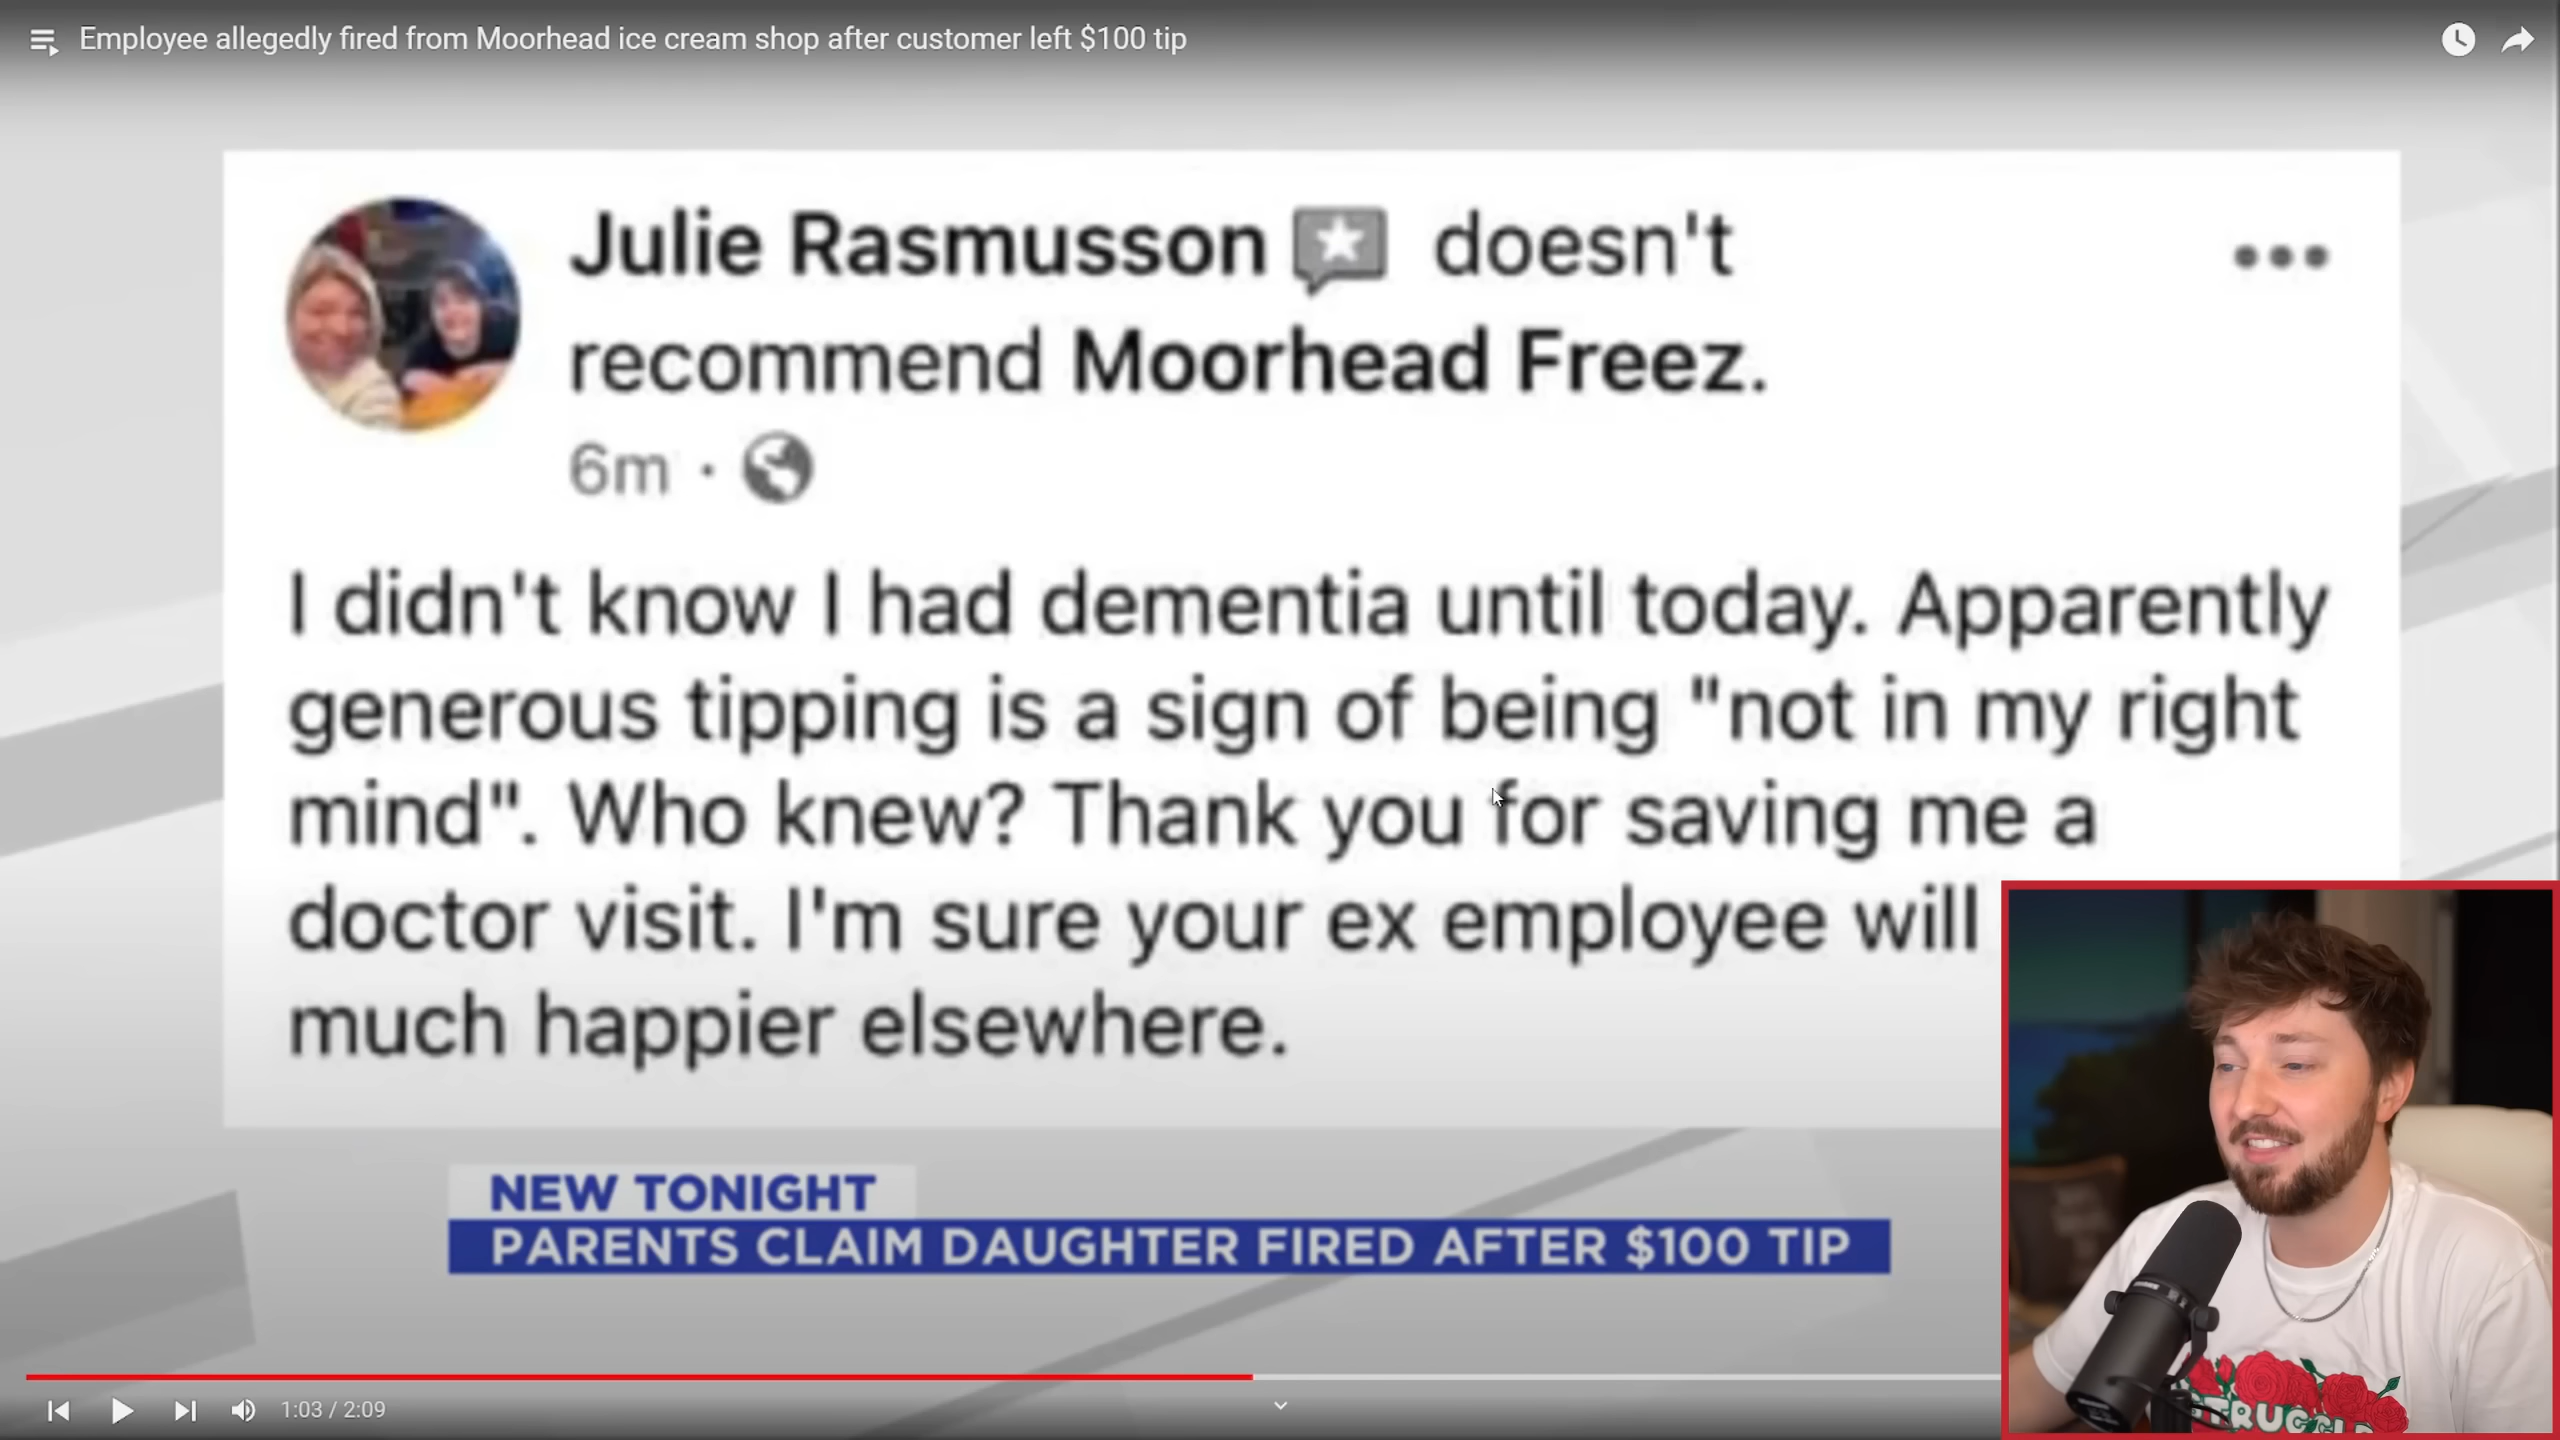 Employee allegedly fired from Moorhead ice cream shop after customer left $100 tip
Julie Rasmusson doesn't
recommend Moorhead Freez.
6m ·
I didn't know I had dementia until today. Apparently
generous tipping is a sign of being "not in my right
mind". Who knew? Thank you for saving me a
doctor visit. I'm sure your ex employee will
much happier elsewhere.
NEW TONIGHT
PARENTS CLAIM DAUGHTER FIRED AFTER $100 TIP
1:03 / 2:09